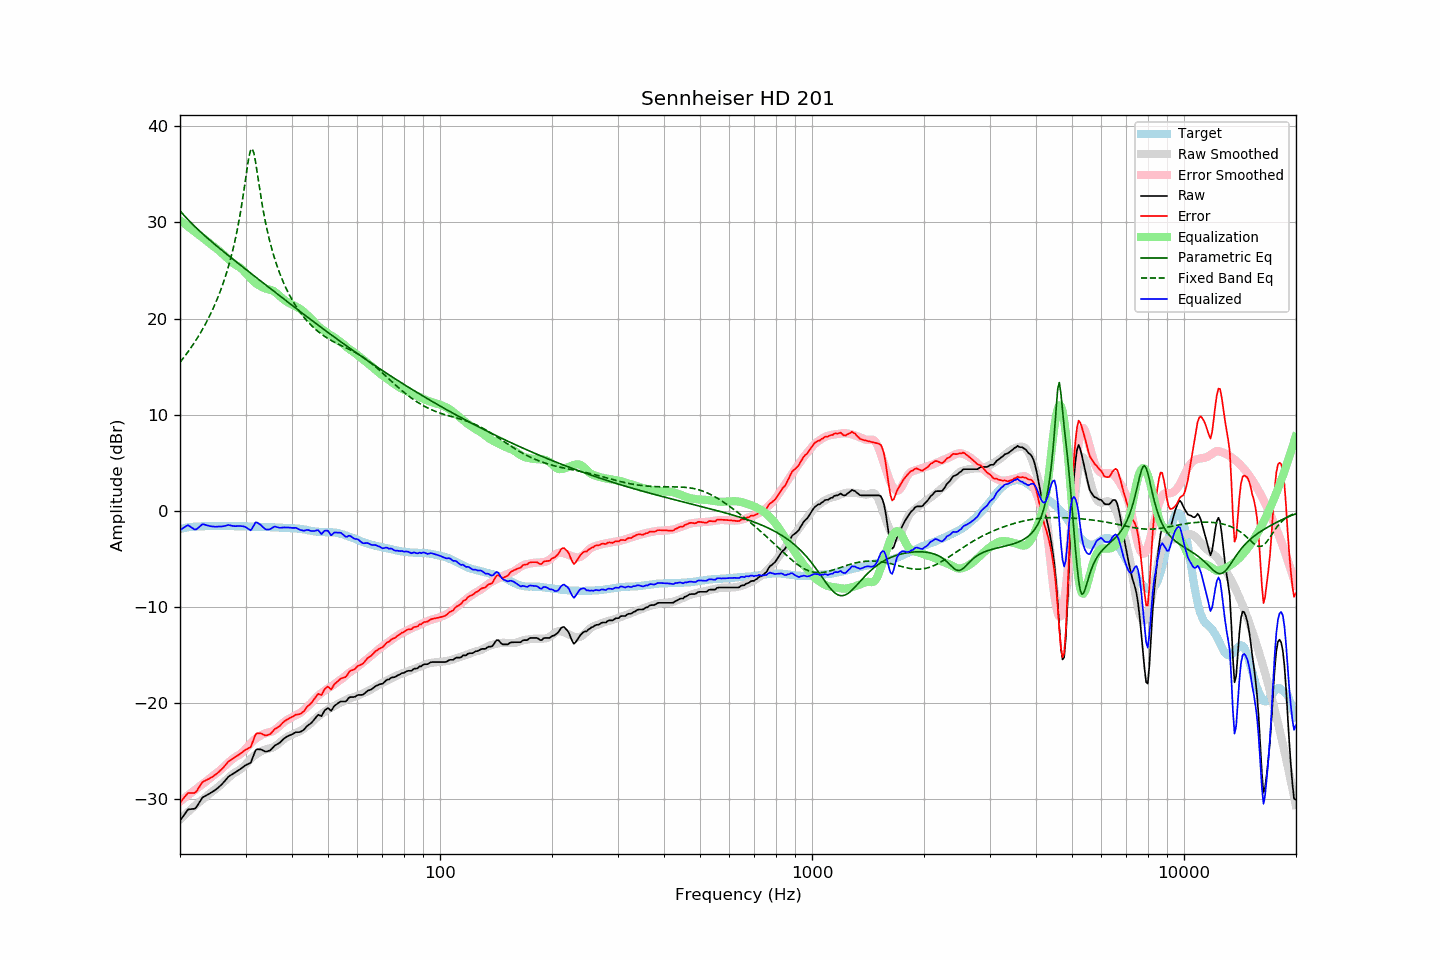 Sennheiser HD 201
Amplitude (dBr)
40
30
20
10
0
−10
−20
−30
100
1000
10000
Frequency (Hz)
Target
Raw Smoothed
Error Smoothed
Raw
Error
Equalization
Parametric Eq
Fixed Band Eq
Equalized